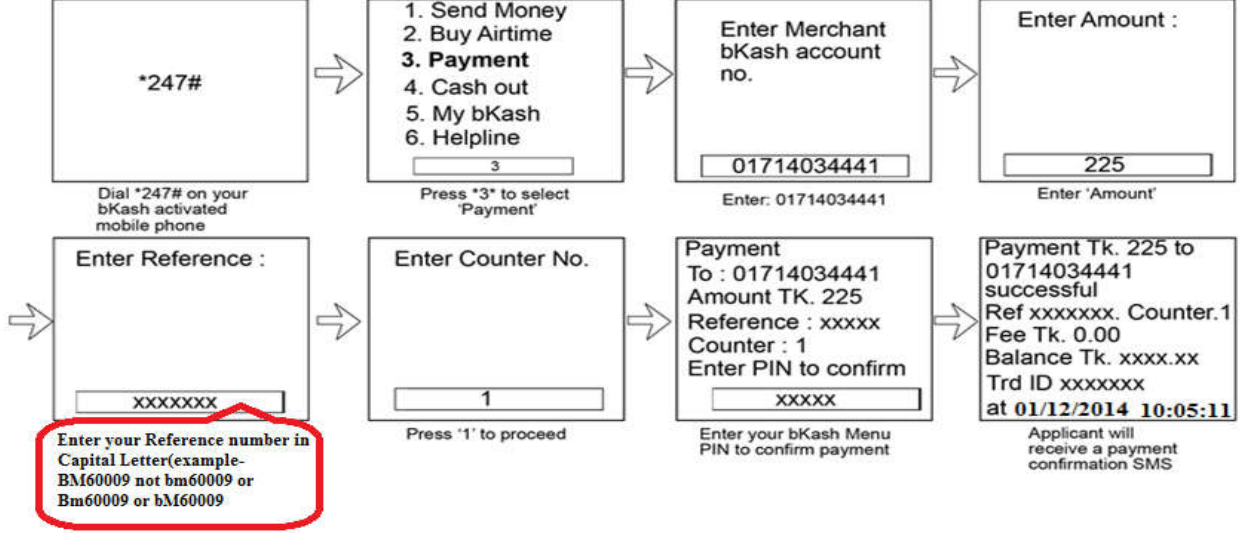 *247#
Dial *247# on your
bKash activated
mobile phone
1. Send Money
2. Buy Airtime
3. Payment
4. Cash out
5. My bKash
6. Helpline
3
Press *3* to select
'Payment'
Enter Merchant
bKash account
no.
01714034441
Enter: 01714034441
Enter Amount :
225
Enter 'Amount'
Enter Reference :
xxxxxxx
Enter your Reference number in
Capital Letter(example-
BM60009 not bm60009 or
Bm60009 or bM60009
Enter Counter No.
1
Press '1' to proceed
Payment
To : 01714034441
Amount TK. 225
Reference : xxxxx
Counter : 1
Enter PIN to confirm
xxxxx
Enter your bKash Menu
PIN to confirm payment
Payment Tk. 225 to
01714034441
successful
Ref xxxxxxx. Counter.1
Fee Tk. 0.00
Balance Tk. xxxx.xx
Trd ID xxxxxxx
at 01/12/2014 10:05:11
Applicant will
receive a payment
confirmation SMS